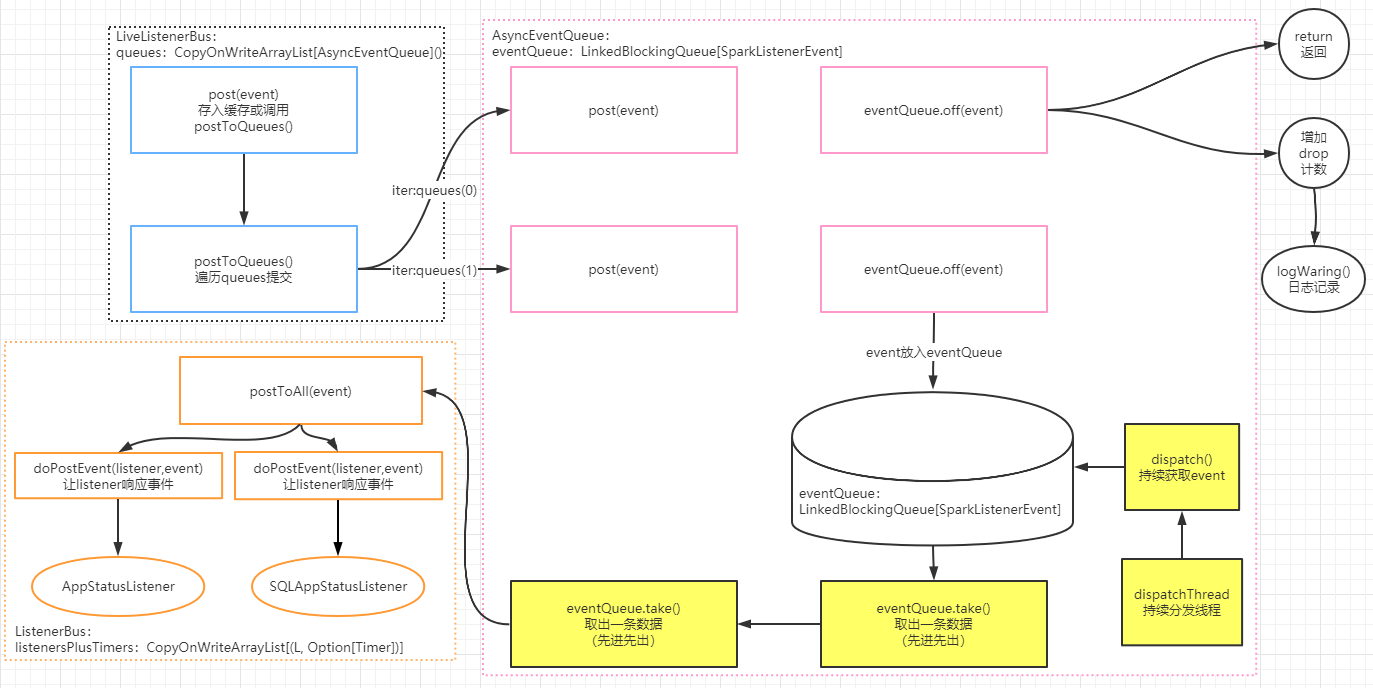 LiveListenerBus:
queues: CopyOnWriteArrayList[AsyncEventQueue]()
post(event)
存入缓存或调用
postToQueues()
postToQueues()
遍历queues提交
iter:queues(0)
iter:queues(1)
AsyncEventQueue:
eventQueue: LinkedBlockingQueue[SparkListenerEvent]
post(event)
eventQueue.off(event)
post(event)
eventQueue.off(event)
return
返回
增加
drop
计数
logWaring()
日志记录
event放入eventQueue
eventQueue:
LinkedBlockingQueue[SparkListenerEvent]
dispatch()
持续获取event
dispatchThread
持续分发线程
eventQueue.take()
取出一条数据
（先进先出）
eventQueue.take()
取出一条数据
（先进先出）
postToAll(event)
doPostEvent(listener,event)
让listener响应事件
doPostEvent(listener,event)
让listener响应事件
AppStatusListener
SQLAppStatusListener
ListenerBus:
listenersPlusTimers: CopyOnWriteArrayList[(L, Option[Timer])]